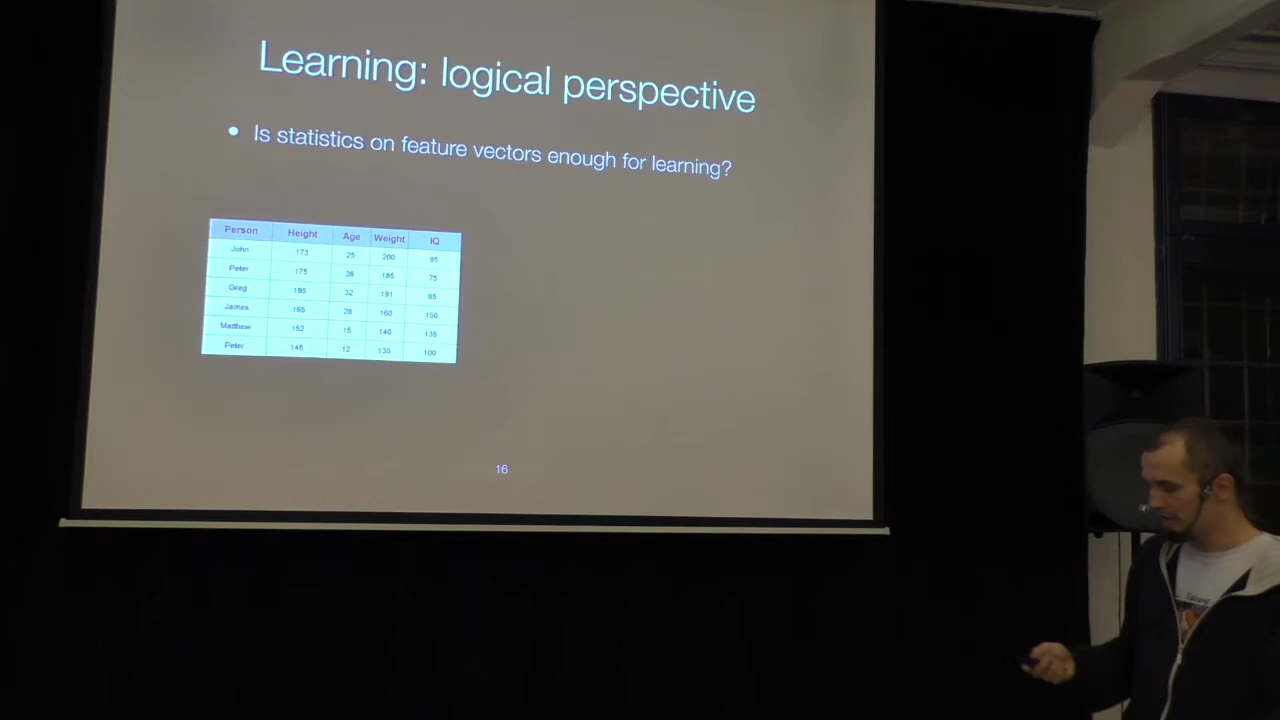 Learning: logical perspective
• Is statistics on feature vectors enough for learning?
Person Height Age Weight IQ
John 173 25 200 95
Peter 175 26 185 75
Greg 195 32 191 65
James 165 28 160 150
Matthew 152 15 140 135
Peter 145 12 130 100
16